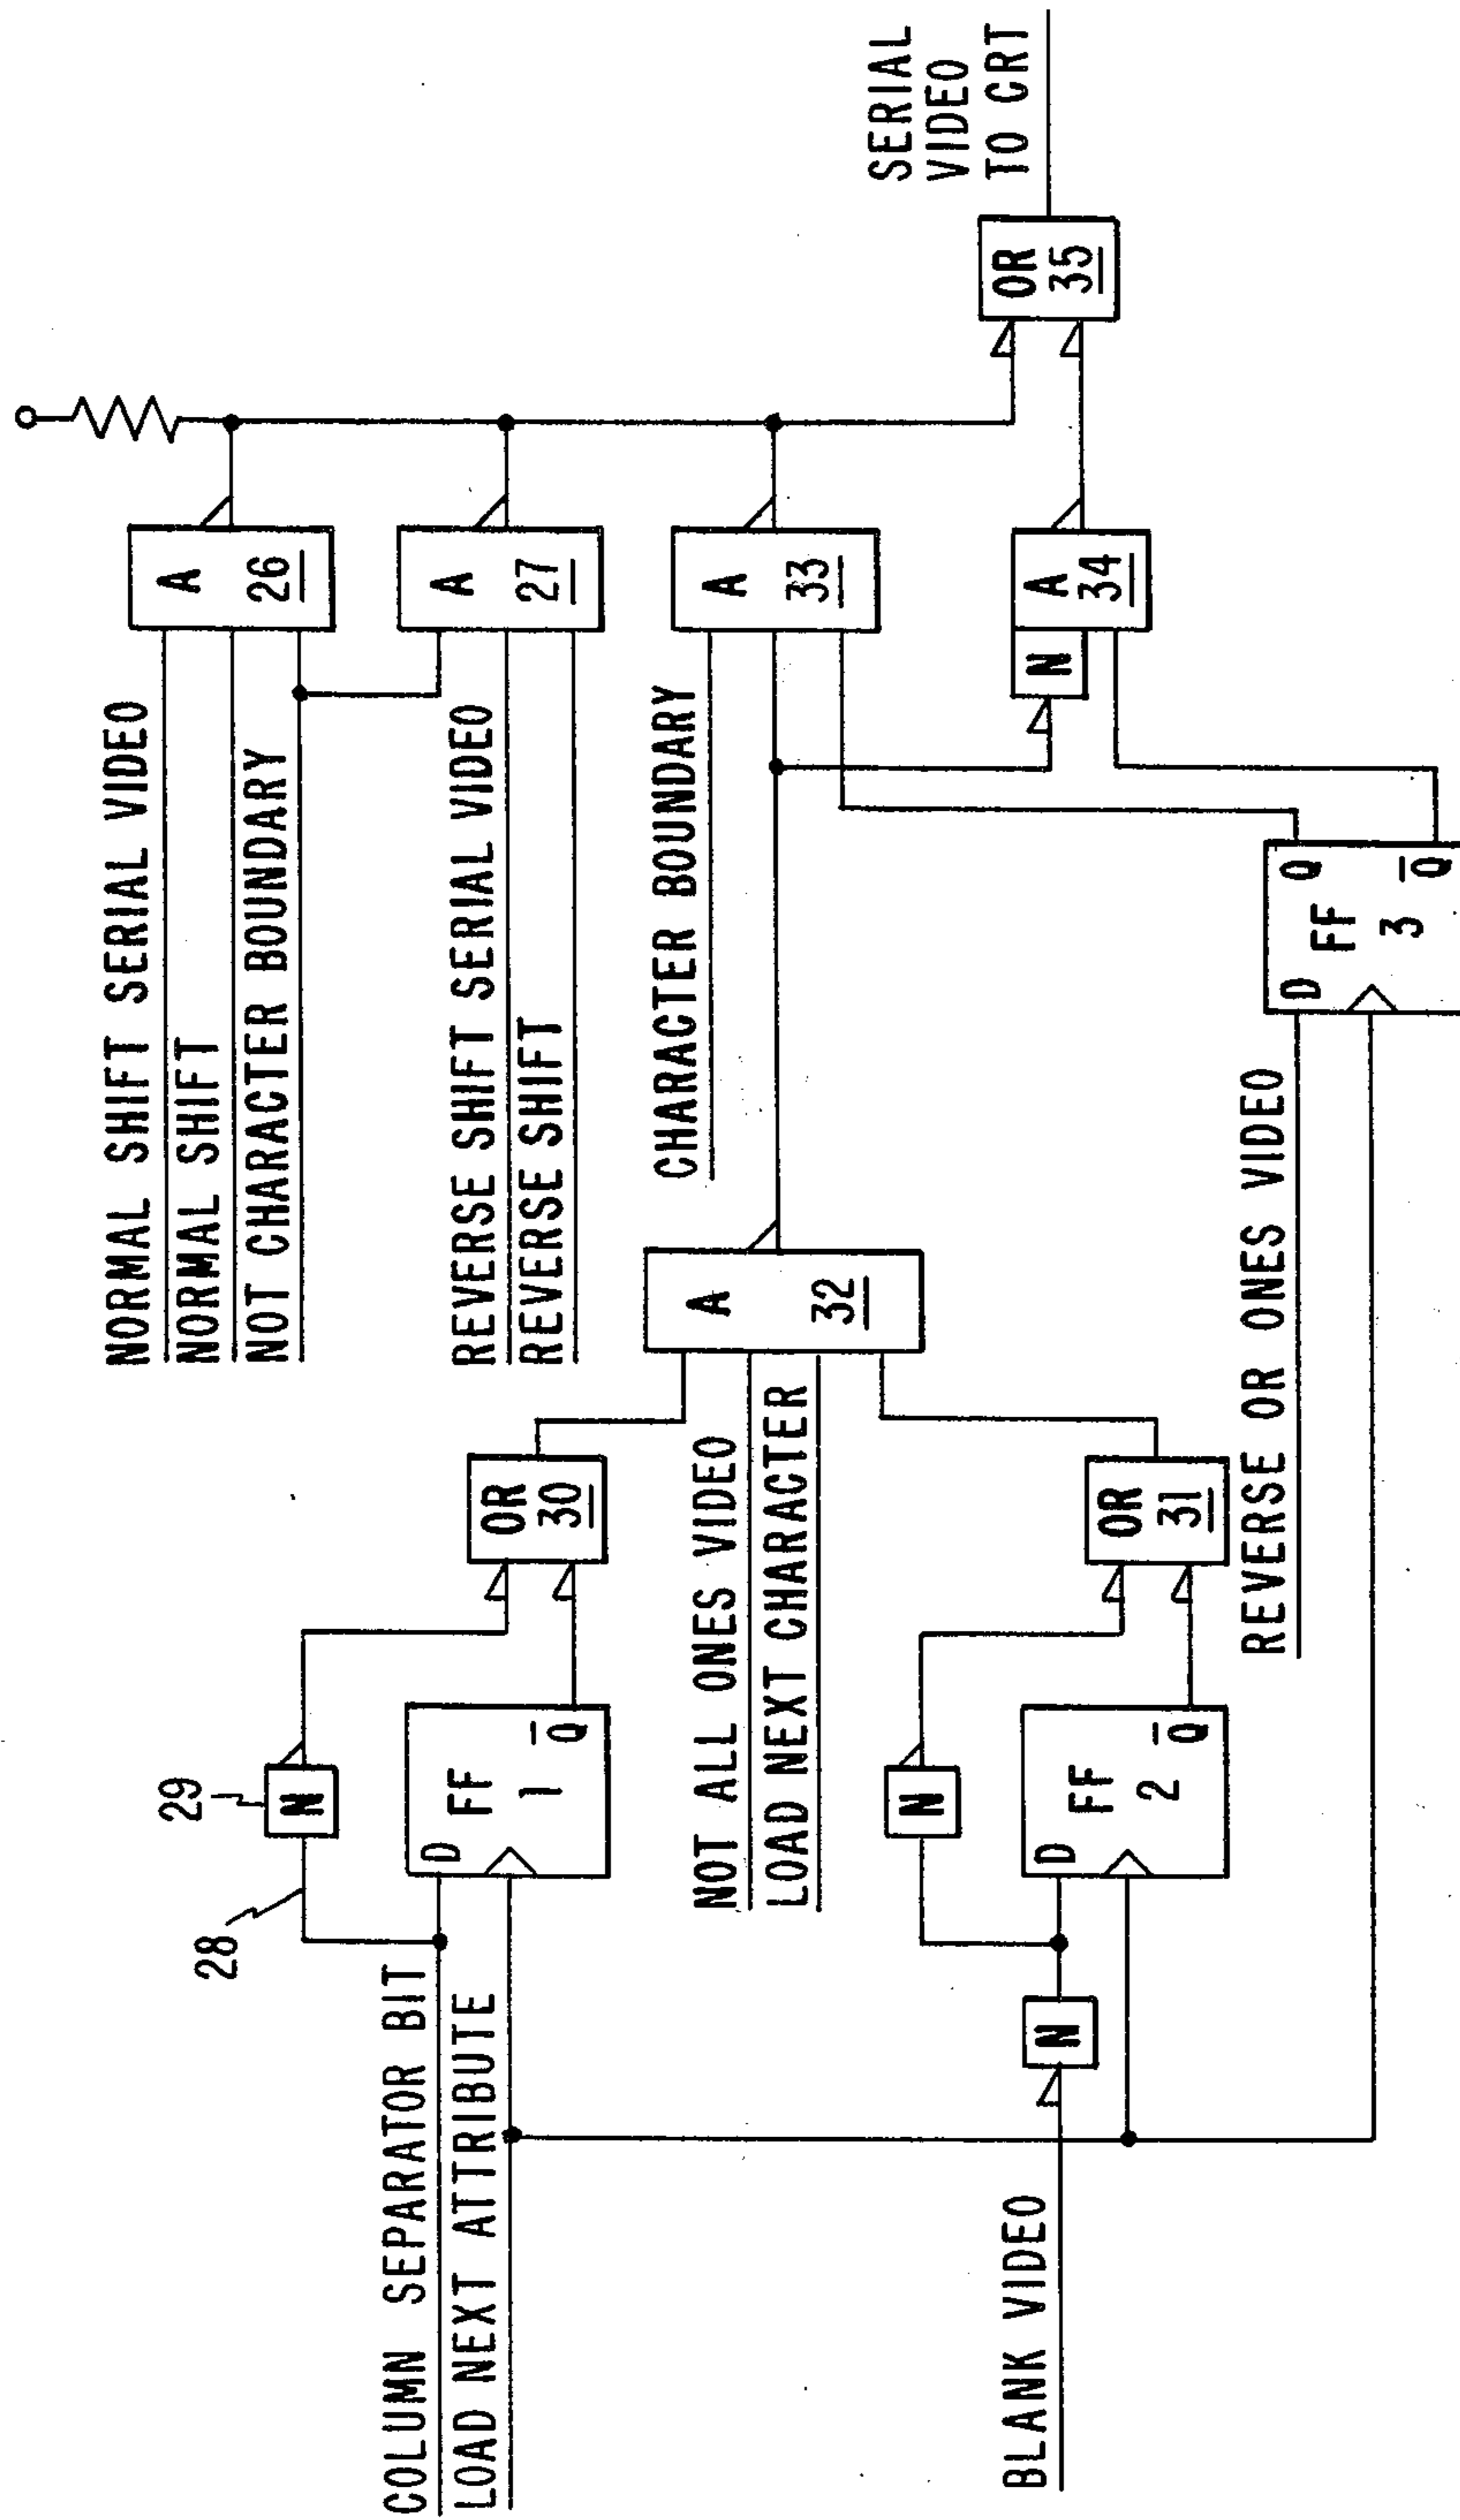 NORMAL SHIFT SERIAL VIDEO
NORMAL SHIFT
NOT CHARACTER BOUNDARY
A
26
REVERSE SHIFT SERIAL VIDEO
REVERSE SHIFT
A
27
29
N
28
COLUMN SEPARATOR BIT
LOAD NEXT ATTRIBUTE
D
FF
1
Q
OR
30
CHARACTER BOUNDARY
A
33
NOT ALL ONES VIDEO
LOAD NEXT CHARACTER
A
32
SERIAL
VIDEO
TO CRT
OR
35
N
A
34
N
BLANK VIDEO
N
D
FF
2
Q
OR
31
REVERSE OR ONES VIDEO
D
Q
FF
3
Q